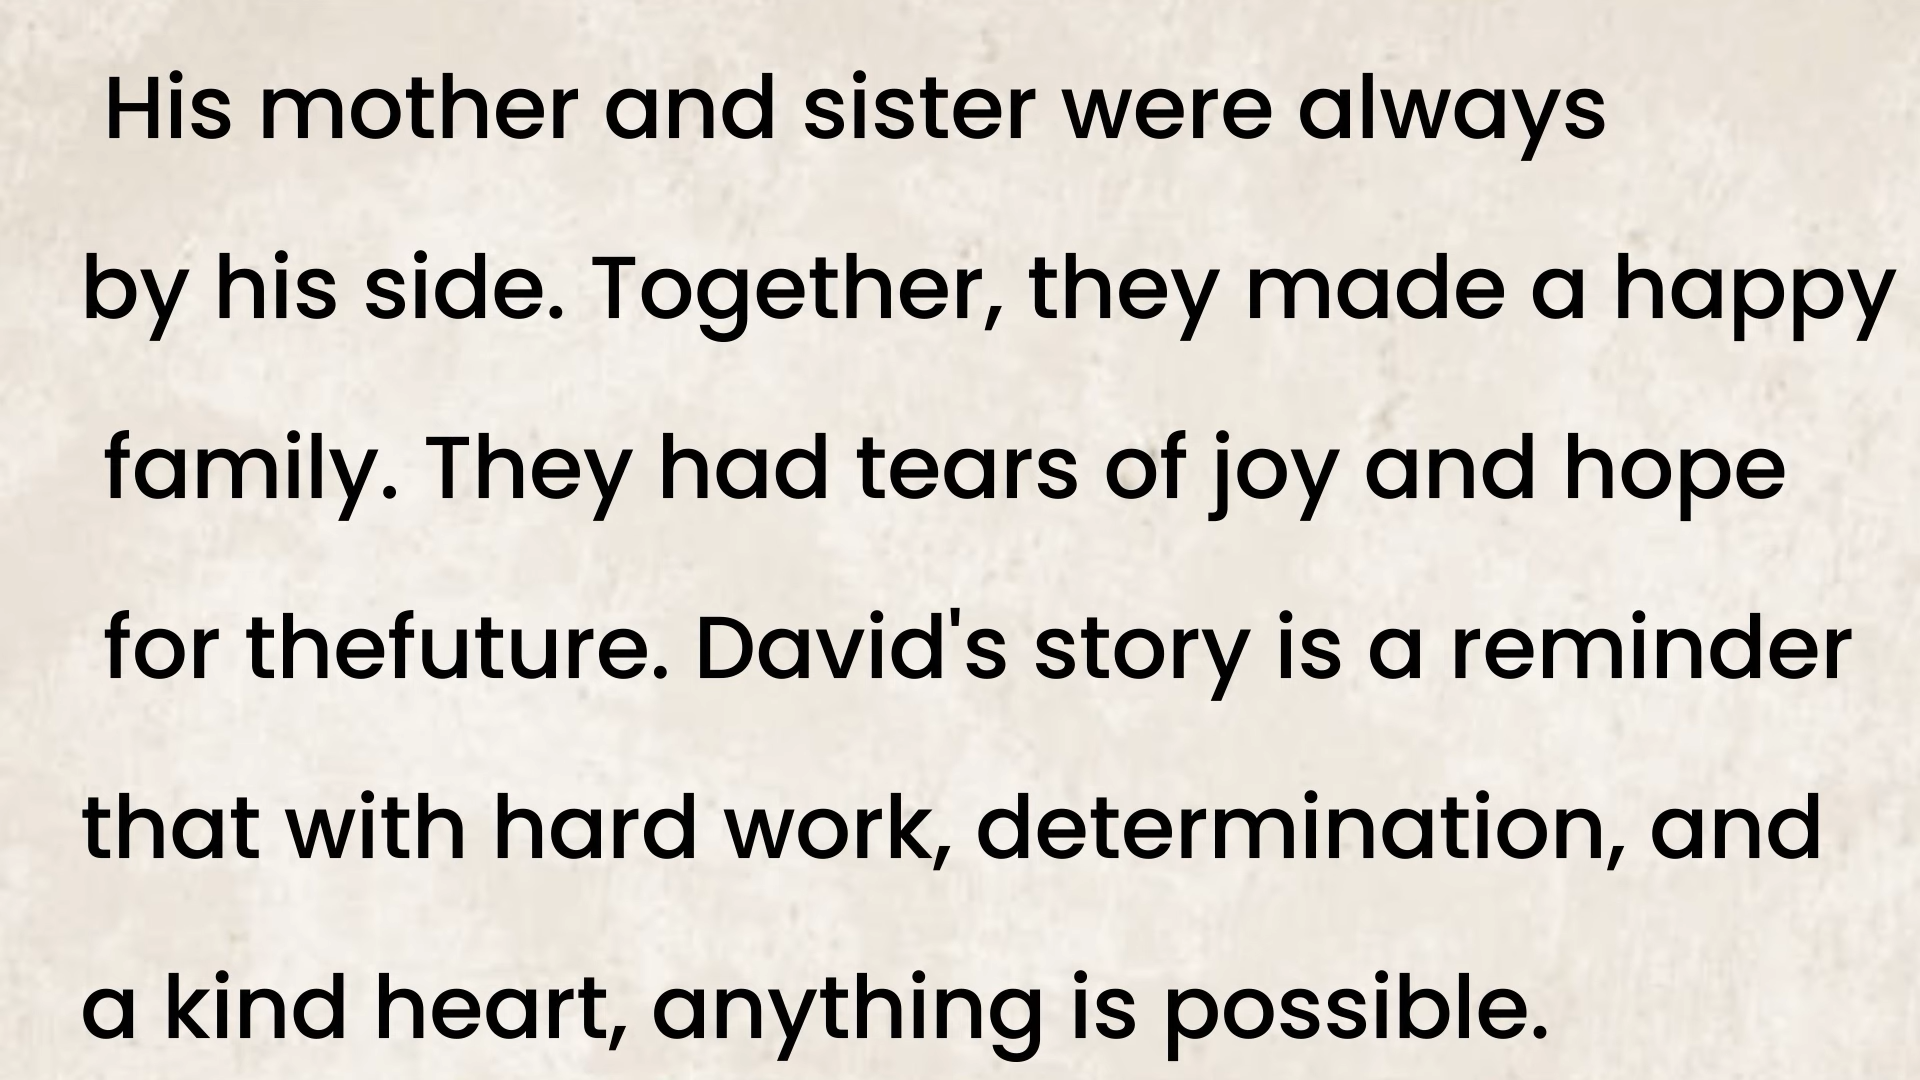 His mother and sister were always
by his side. Together, they made a happy
family. They had tears of joy and hope
for thefuture. David's story is a reminder
that with hard work, determination, and
a kind heart, anything is possible.